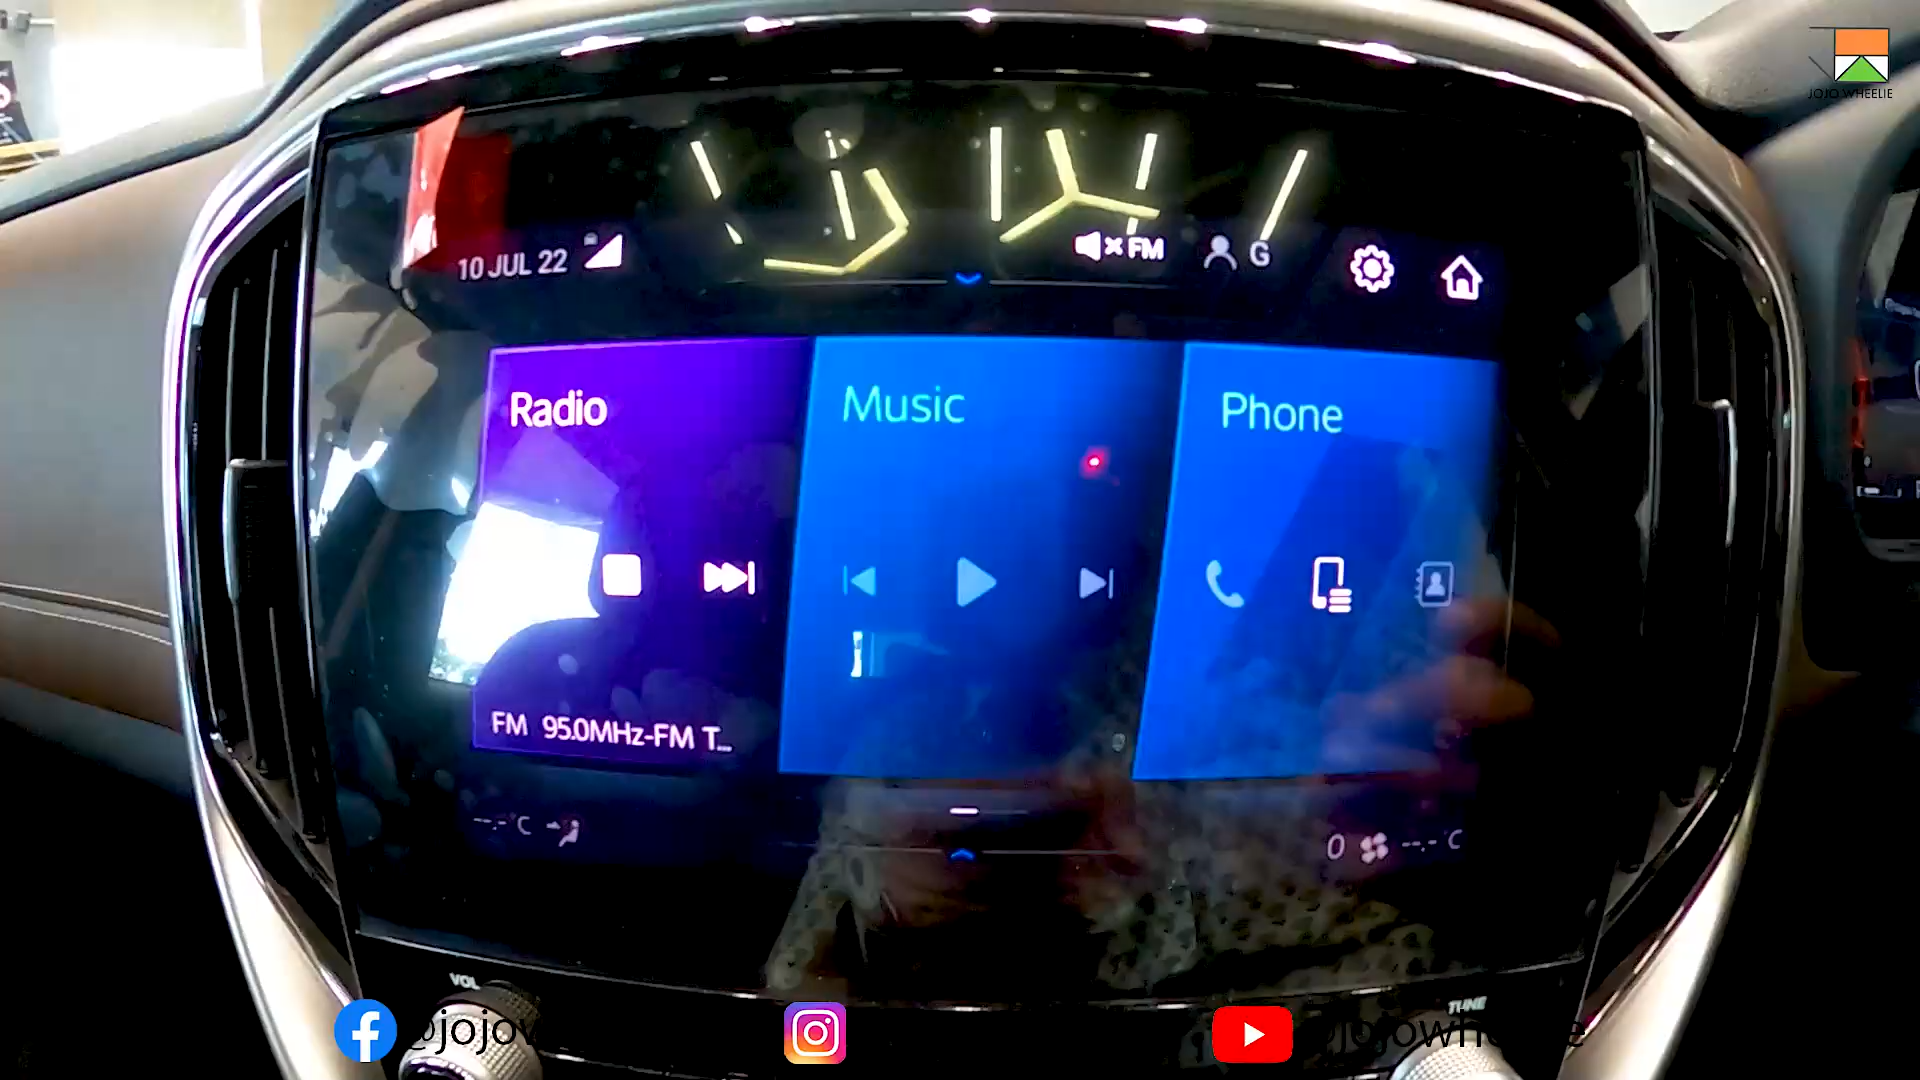 JOJO WHEELIE
10 JUL 22
FM
G
Radio
Music
Phone
FM 95.0MHz-FM T...
--.-°C
0 --.-°C
VOL
TUNE